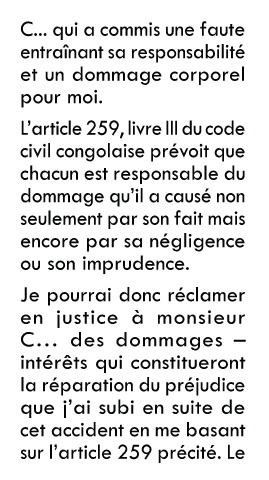 C... qui a commis une faute
entraînant sa responsabilité
et un dommage corporel
pour moi.
L’article 259, livre III du code
civil congolaise prévoit que
chacun est responsable du
dommage qu’il a causé non
seulement par son fait mais
encore par sa négligence
ou son imprudence.
Je pourrai donc réclamer
en justice à monsieur
C… des dommages –
intérêts qui constitueront
la réparation du préjudice
que j’ai subi en suite de
cet accident en me basant
sur l’article 259 précité. Le